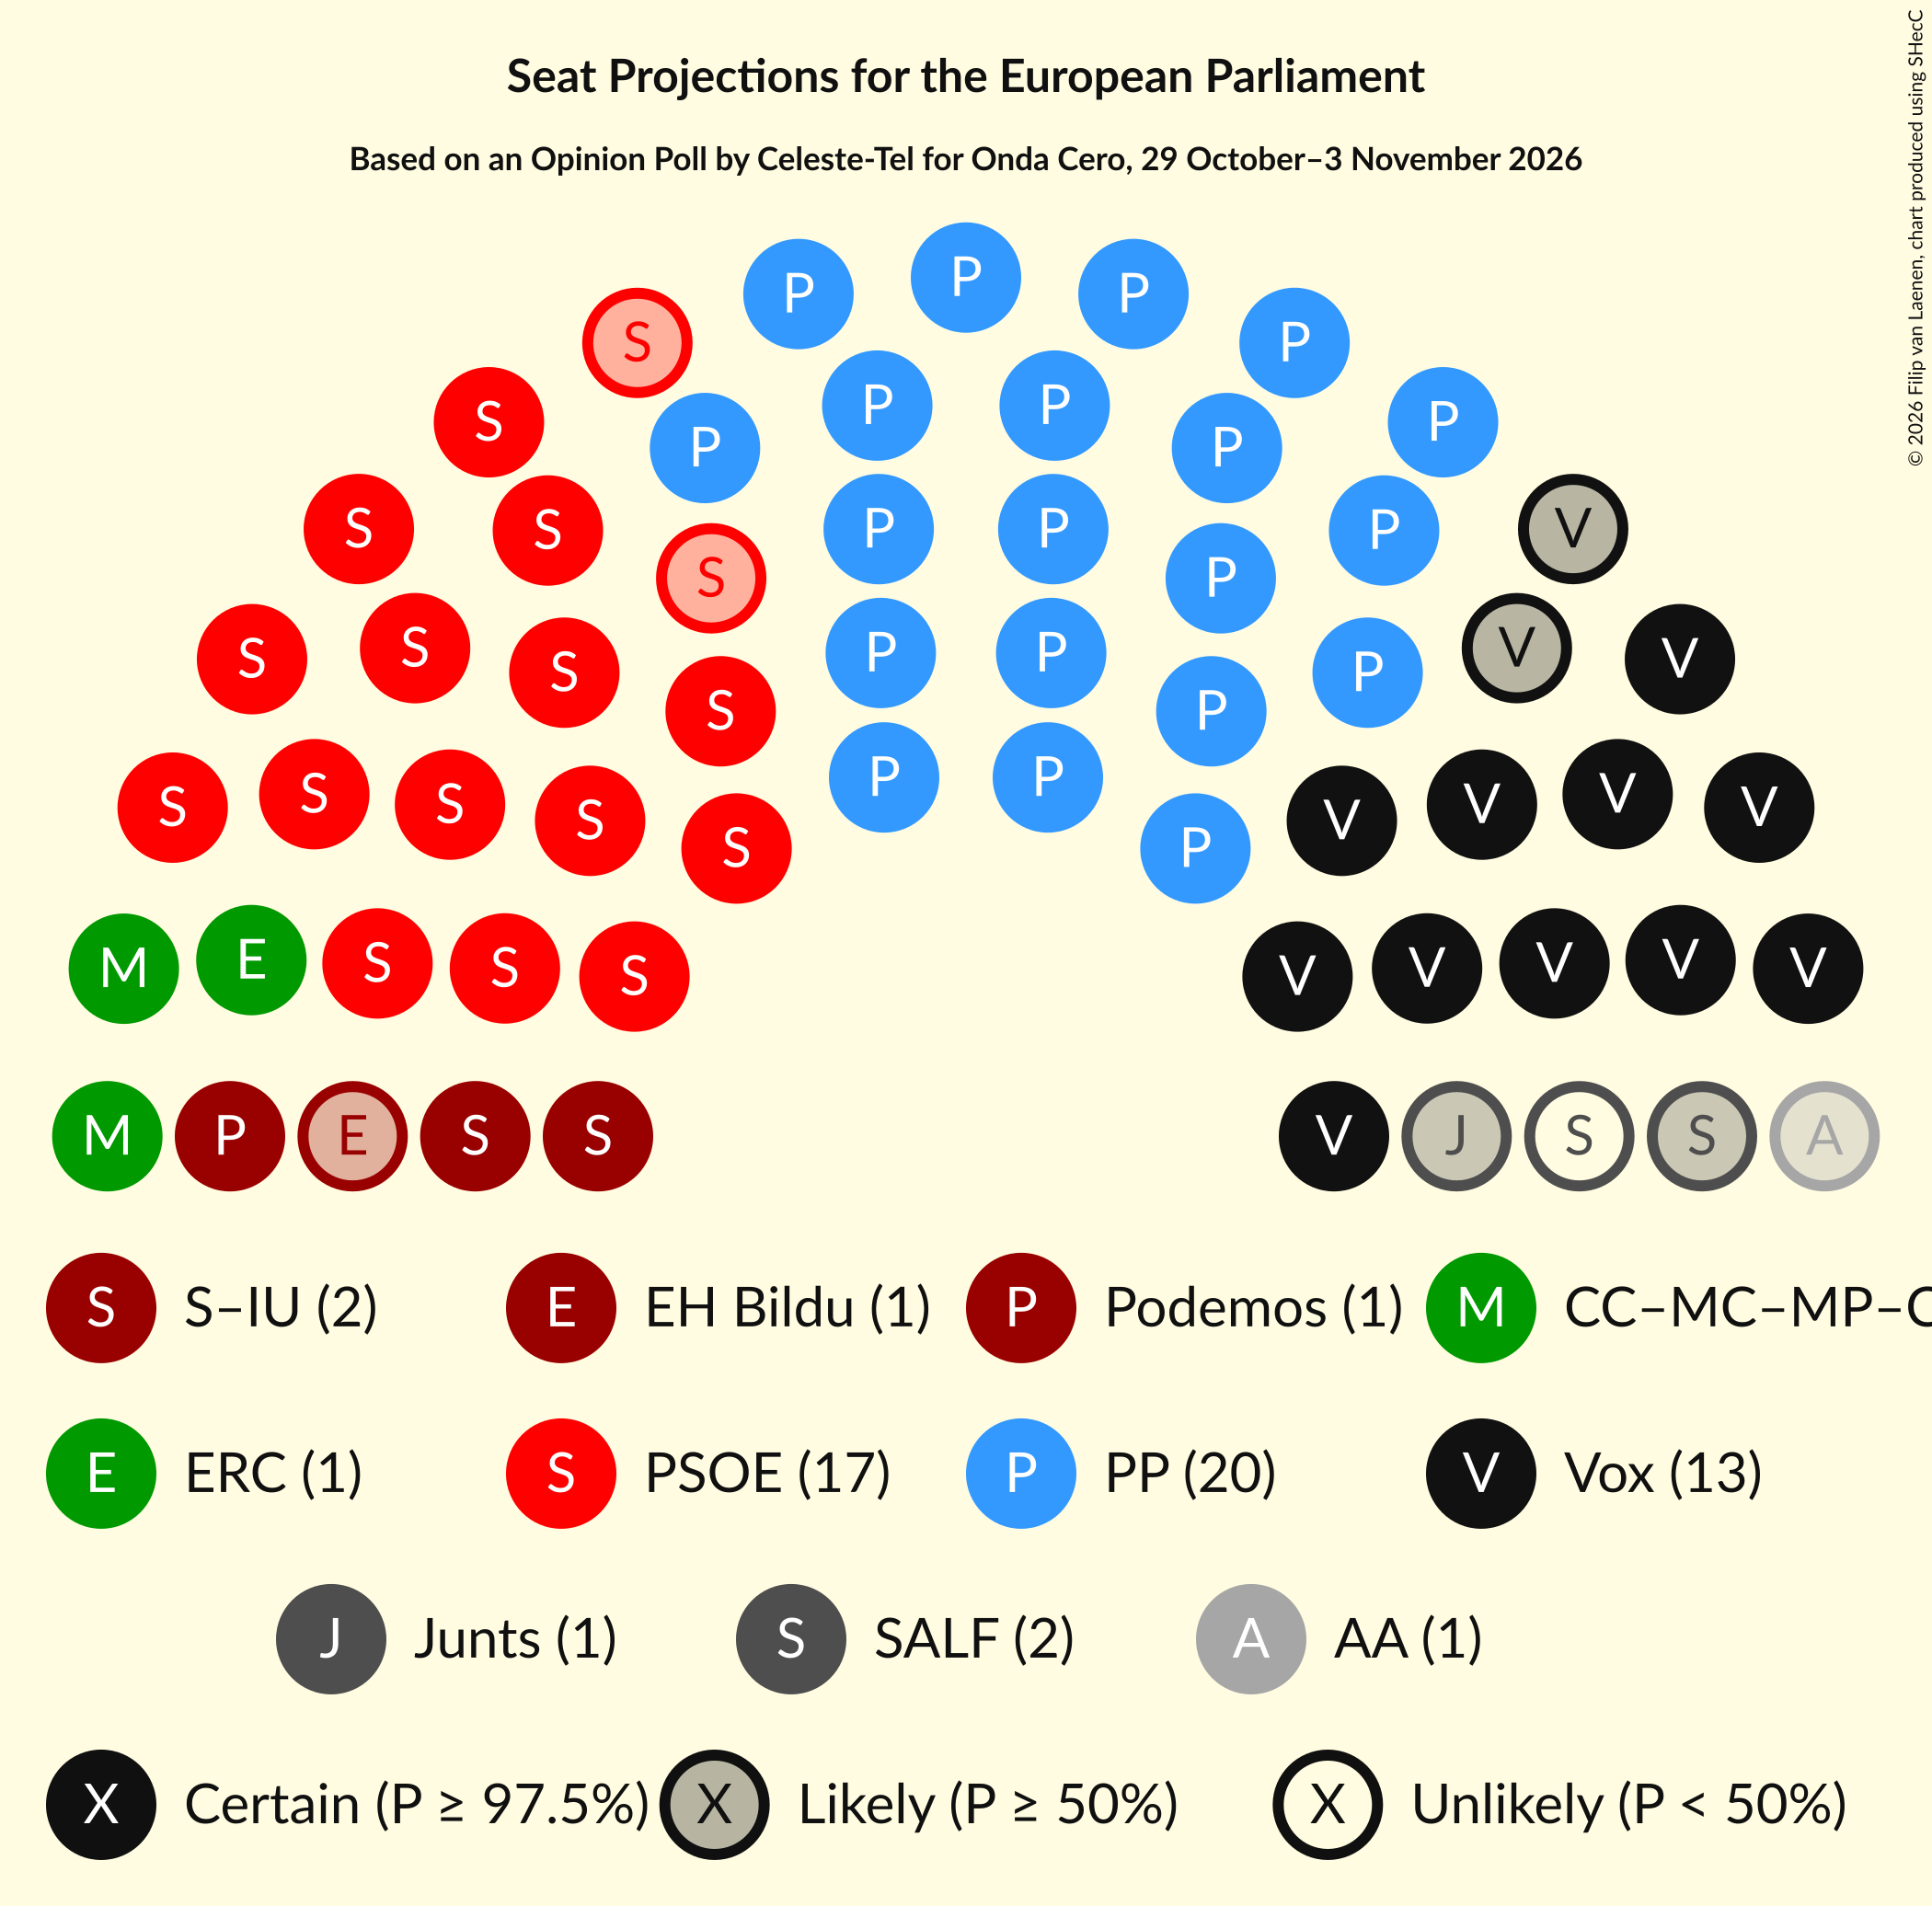 Seat Projections for the European Parliament
Based on an Opinion Poll by Celeste-Tel for Onda Cero, 29 October–3 November 2026
© 2026 Filip van Laenen, chart produced using SHecC
P
P P
S P
P P
S P
P P
S P P P
S S P P V
S P
S V
P P
S V
S P
S P
S S
P P
V V
S S S S V V V V
S P
M E S S S V V V V V
M P E S S V J S S A
S S–IU (2) E EH Bildu (1) P Podemos (1) M CC–MC–MP–C
E ERC (1) S PSOE (17) P PP (20) V Vox (13)
J Junts (1) S SALF (2) A AA (1)
X Certain (P ≥ 97.5%) X Likely (P ≥ 50%) X Unlikely (P < 50%)